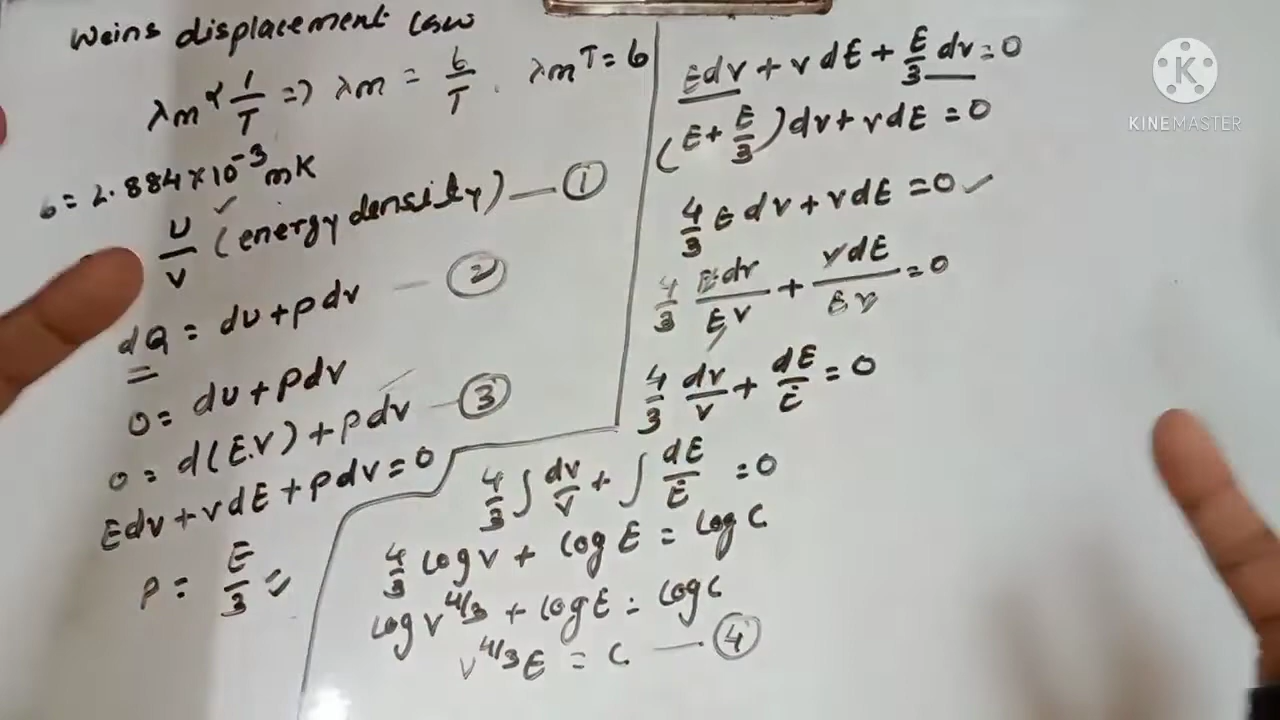 Weins displacement Law
λm α 1/T => λm = b/T . λmT = b
b = 2.884×10⁻³ mK
U/V (energy density) — ①
dQ = du + pdv — ②
0 = du + pdv
0 = d(E.V) + pdv — ③
Edv + vdE + pdv = 0
P = E/3
Edv + vdE + E/3 dv = 0
(E + E/3) dv + vdE = 0
4/3 E dv + vdE = 0 ✓
4/3 Edv/EV + vdE/EV = 0
4/3 dv/v + dE/E = 0
4/3 ∫ dv/v + ∫ dE/E = 0
4/3 log v + log E = log C
log v^4/3 + log E = log C
v^4/3 E = C — ④
K
KINEMASTER